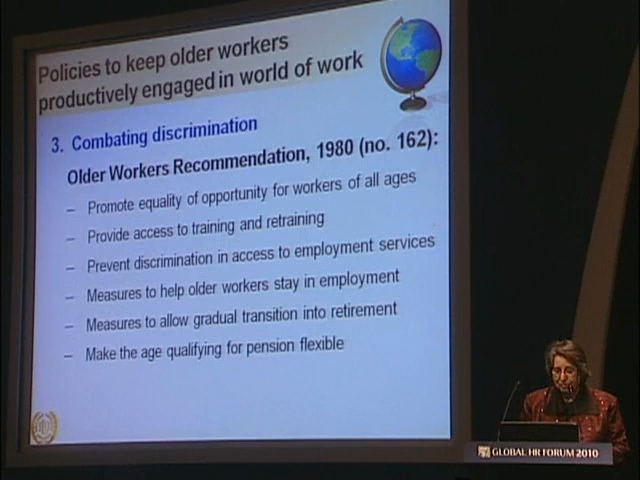 Policies to keep older workers
productively engaged in world of work
3. Combating discrimination
Older Workers Recommendation, 1980 (no. 162):
– Promote equality of opportunity for workers of all ages
– Provide access to training and retraining
– Prevent discrimination in access to employment services
– Measures to help older workers stay in employment
– Measures to allow gradual transition into retirement
– Make the age qualifying for pension flexible
GLOBAL HR FORUM 2010